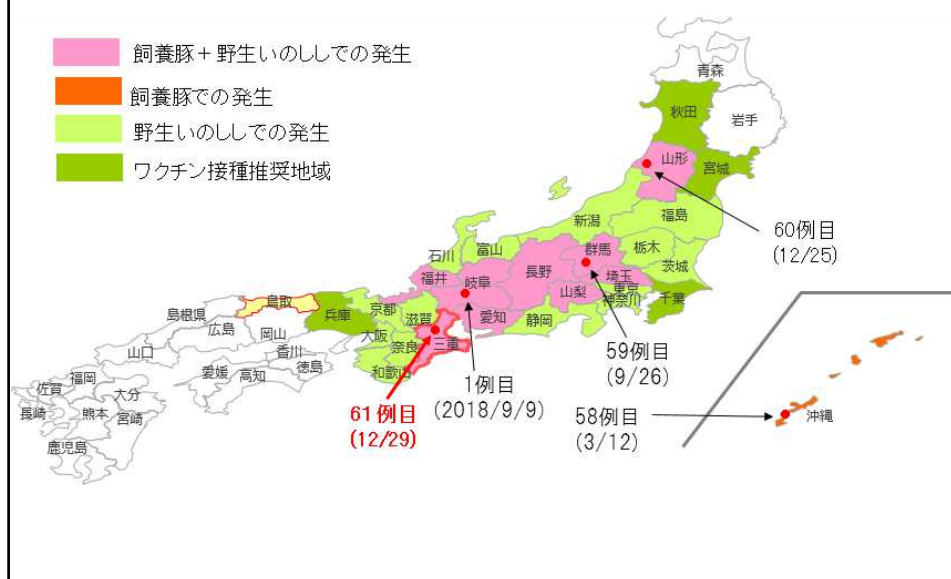 飼養豚+野生いのししでの発生
飼養豚での発生
野生いのししでの発生
ワクチン接種推奨地域
青森
秋田
岩手
山形
宮城
60例目
(12/25)
新潟
福島
石川
富山
群馬
栃木
福井
岐阜
長野
埼玉
茨城
東京
山梨
神奈川
千葉
鳥取
兵庫
京都
滋賀
愛知
静岡
島根県
広島
岡山
大阪
奈良
三重
山口
香川
和歌山
59例目
(9/26)
佐賀
福岡
大分
愛媛
高知
徳島
1例目
(2018/9/9)
長崎
熊本
宮崎
61例目
(12/29)
58例目
(3/12)
沖縄
鹿児島